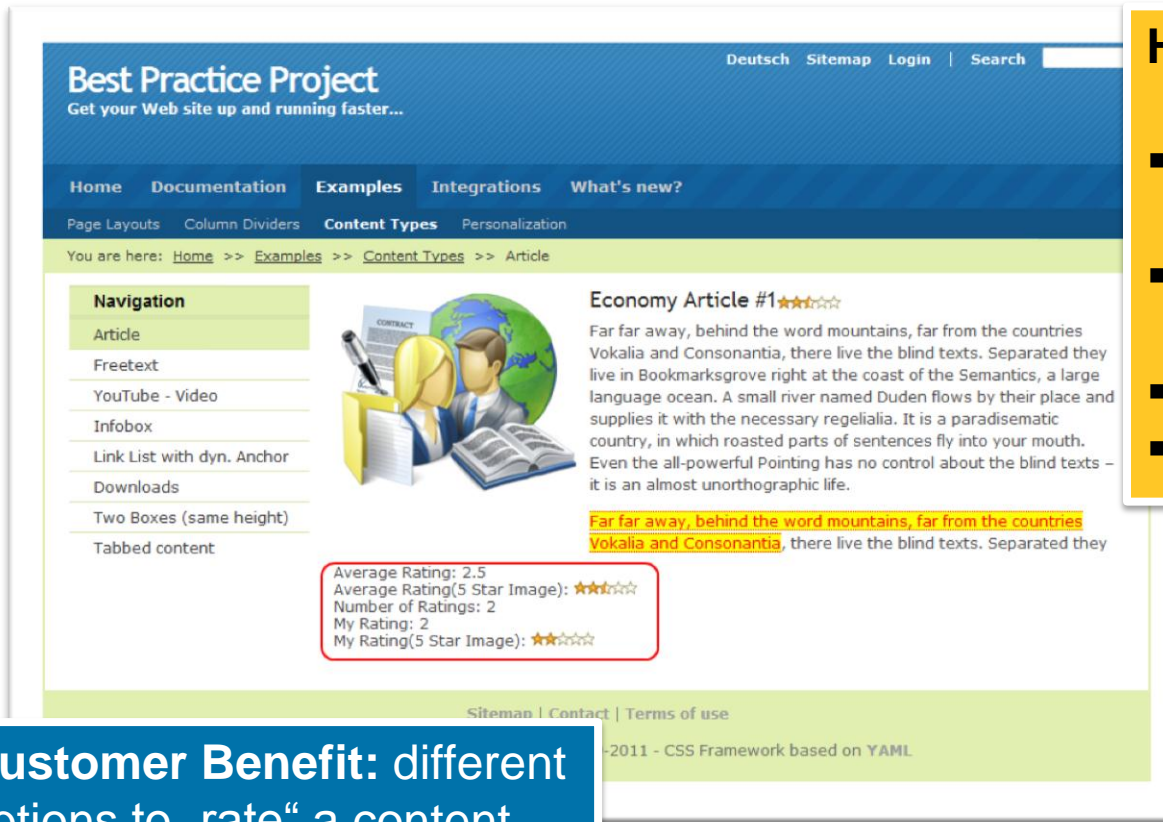 Deutsch Sitemap Login | Search
Best Practice Project
Get your Web site up and running faster...
Home Documentation Examples Integrations What's new?
Page Layouts Column Dividers Content Types Personalization
You are here: Home >> Examples >> Content Types >> Article
Navigation
Article
Freetext
YouTube - Video
Infobox
Link List with dyn. Anchor
Downloads
Two Boxes (same height)
Tabbed content
CONTRACT
Economy Article #1
Far far away, behind the word mountains, far from the countries
Vokalia and Consonantia, there live the blind texts. Separated they
live in Bookmarksgrove right at the coast of the Semantics, a large
language ocean. A small river named Duden flows by their place and
supplies it with the necessary regelialia. It is a paradisematic
country, in which roasted parts of sentences fly into your mouth.
Even the all-powerful Pointing has no control about the blind texts –
it is an almost unorthographic life.
Far far away, behind the word mountains, far from the countries
Vokalia and Consonantia, there live the blind texts. Separated they
Average Rating: 2.5
Average Rating(5 Star Image):
Number of Ratings: 2
My Rating: 2
My Rating(5 Star Image):
Sitemap | Contact | Terms of use
-2011 - CSS Framework based on YAML
ustomer Benefit: different
„rate“ a content